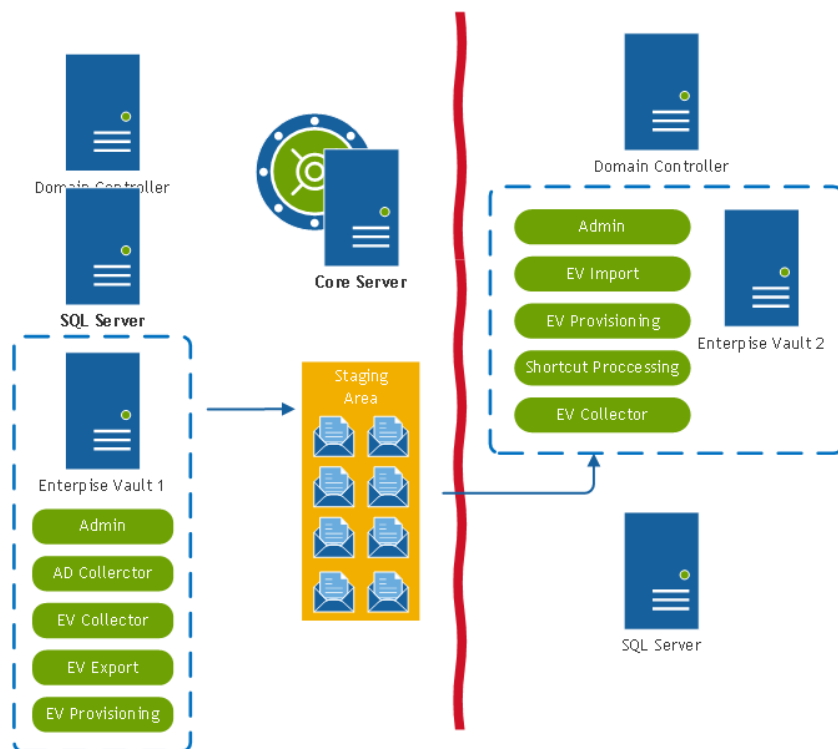 Domain Controller
SQL Server
Enterpise Vault 1
Admin
AD Collerctor
EV Collector
EV Export
EV Provisioning
Core Server
Staging
Area
Domain Controller
Admin
EV Import
EV Provisioning
Shortcut Proccessing
EV Collector
Enterpise Vault 2
SQL Server